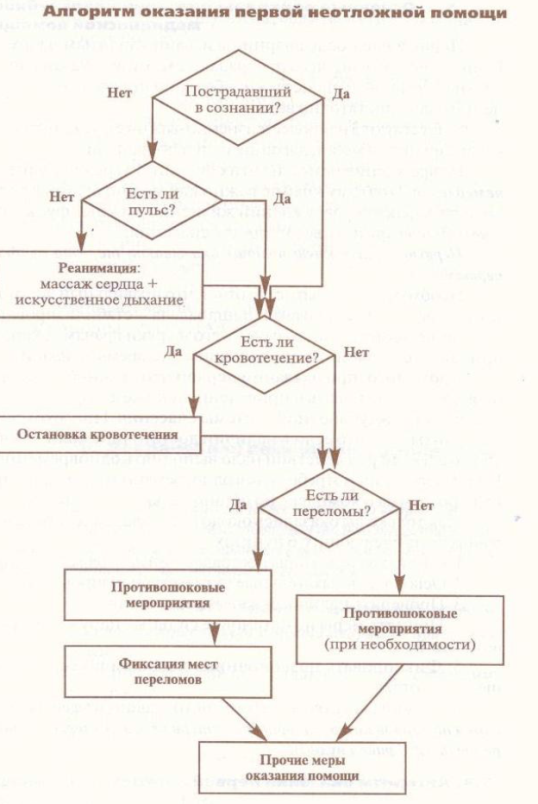 Алгоритм оказания первой неотложной помощи
Нет
Пострадавший
в сознании?
Да
Нет
Есть ли
пульс?
Да
Реанимация:
массаж сердца +
искусственное дыхание
Да
Есть ли
кровотечение?
Нет
Остановка кровотечения
Да
Есть ли
переломы?
Нет
Противошоковые
мероприятия
Противошоковые
мероприятия
(при необходимости)
Фиксация мест
переломов
Прочие меры
оказания помощи